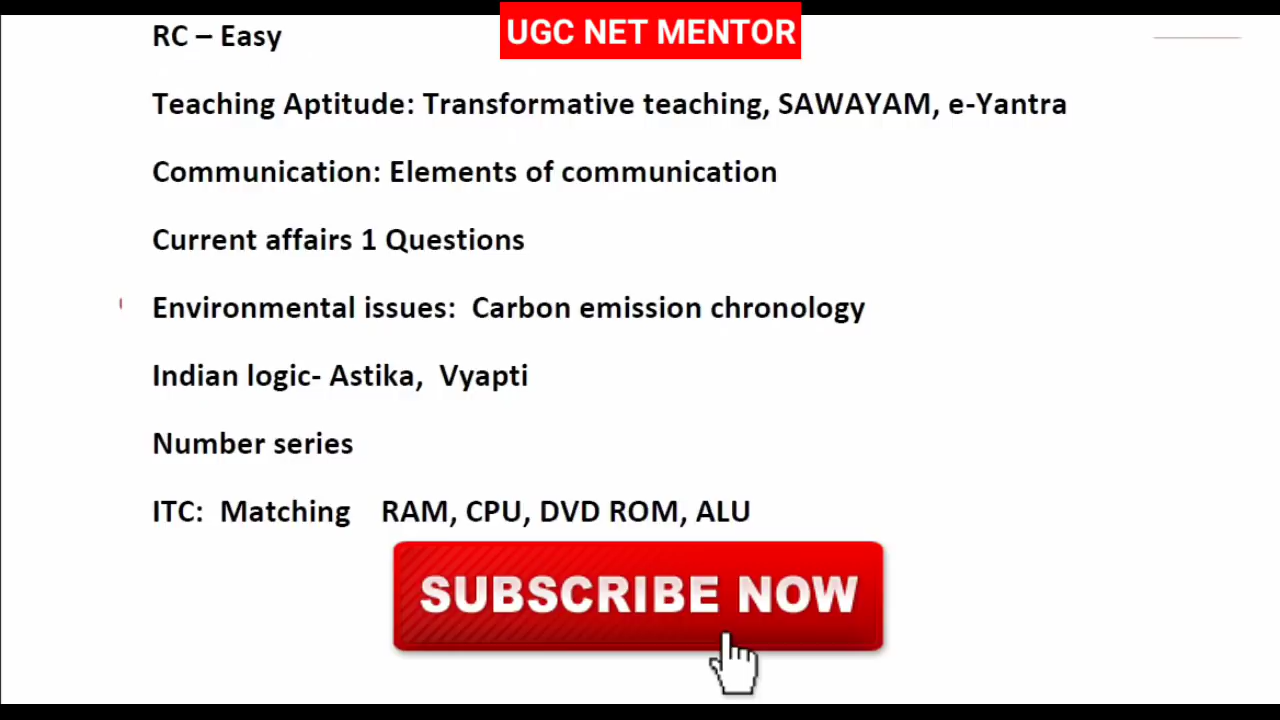 UGC NET MENTOR
RC – Easy
Teaching Aptitude: Transformative teaching, SAWAYAM, e-Yantra
Communication: Elements of communication
Current affairs 1 Questions
Environmental issues:  Carbon emission chronology
Indian logic- Astika,  Vyapti
Number series
ITC:  Matching    RAM, CPU, DVD ROM, ALU
SUBSCRIBE NOW